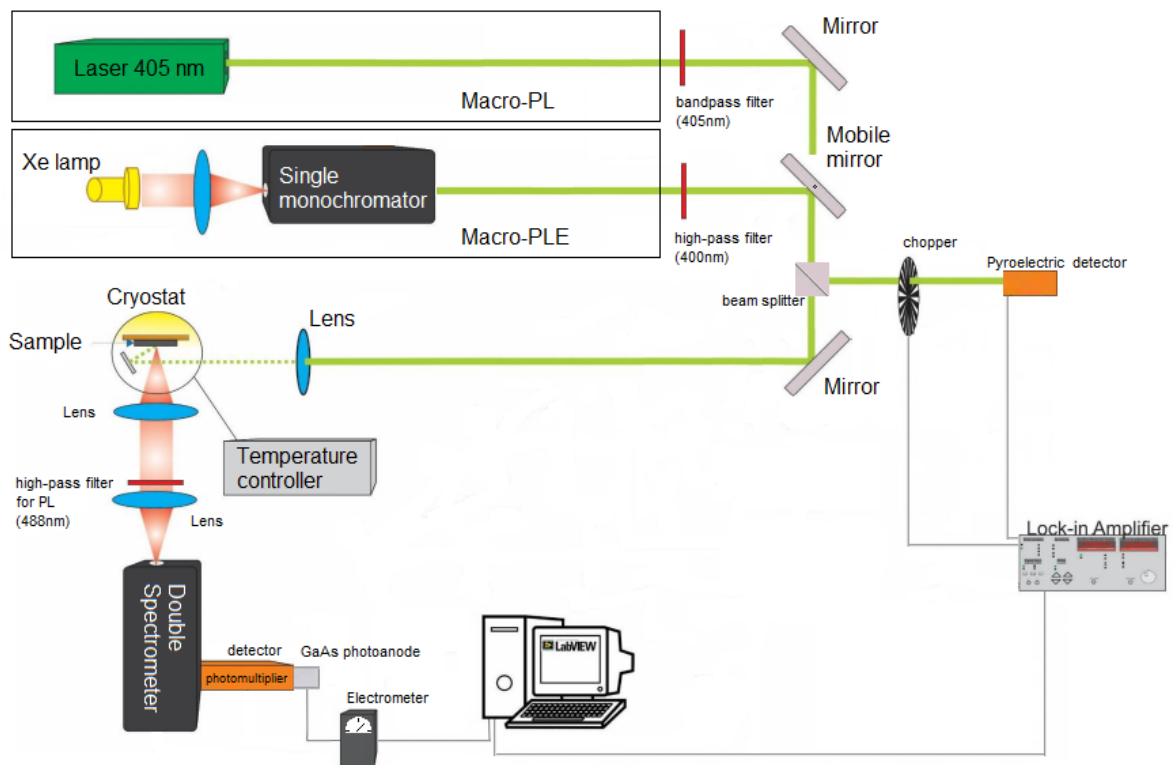 Laser 405 nm
Macro-PL
bandpass filter
(405nm)
Mirror
Mobile
mirror
Xe lamp
Single
monochromator
Macro-PLE
high-pass filter
(400nm)
beam splitter
chopper
Pyroelectric detector
Cryostat
Sample
Lens
Mirror
Lens
Temperature
controller
high-pass filter
for PL
(488nm)
Lens
Lock-in Amplifier
Double
Spectrometer
detector
photomultiplier
GaAs photoanode
Electrometer
LabVIEW